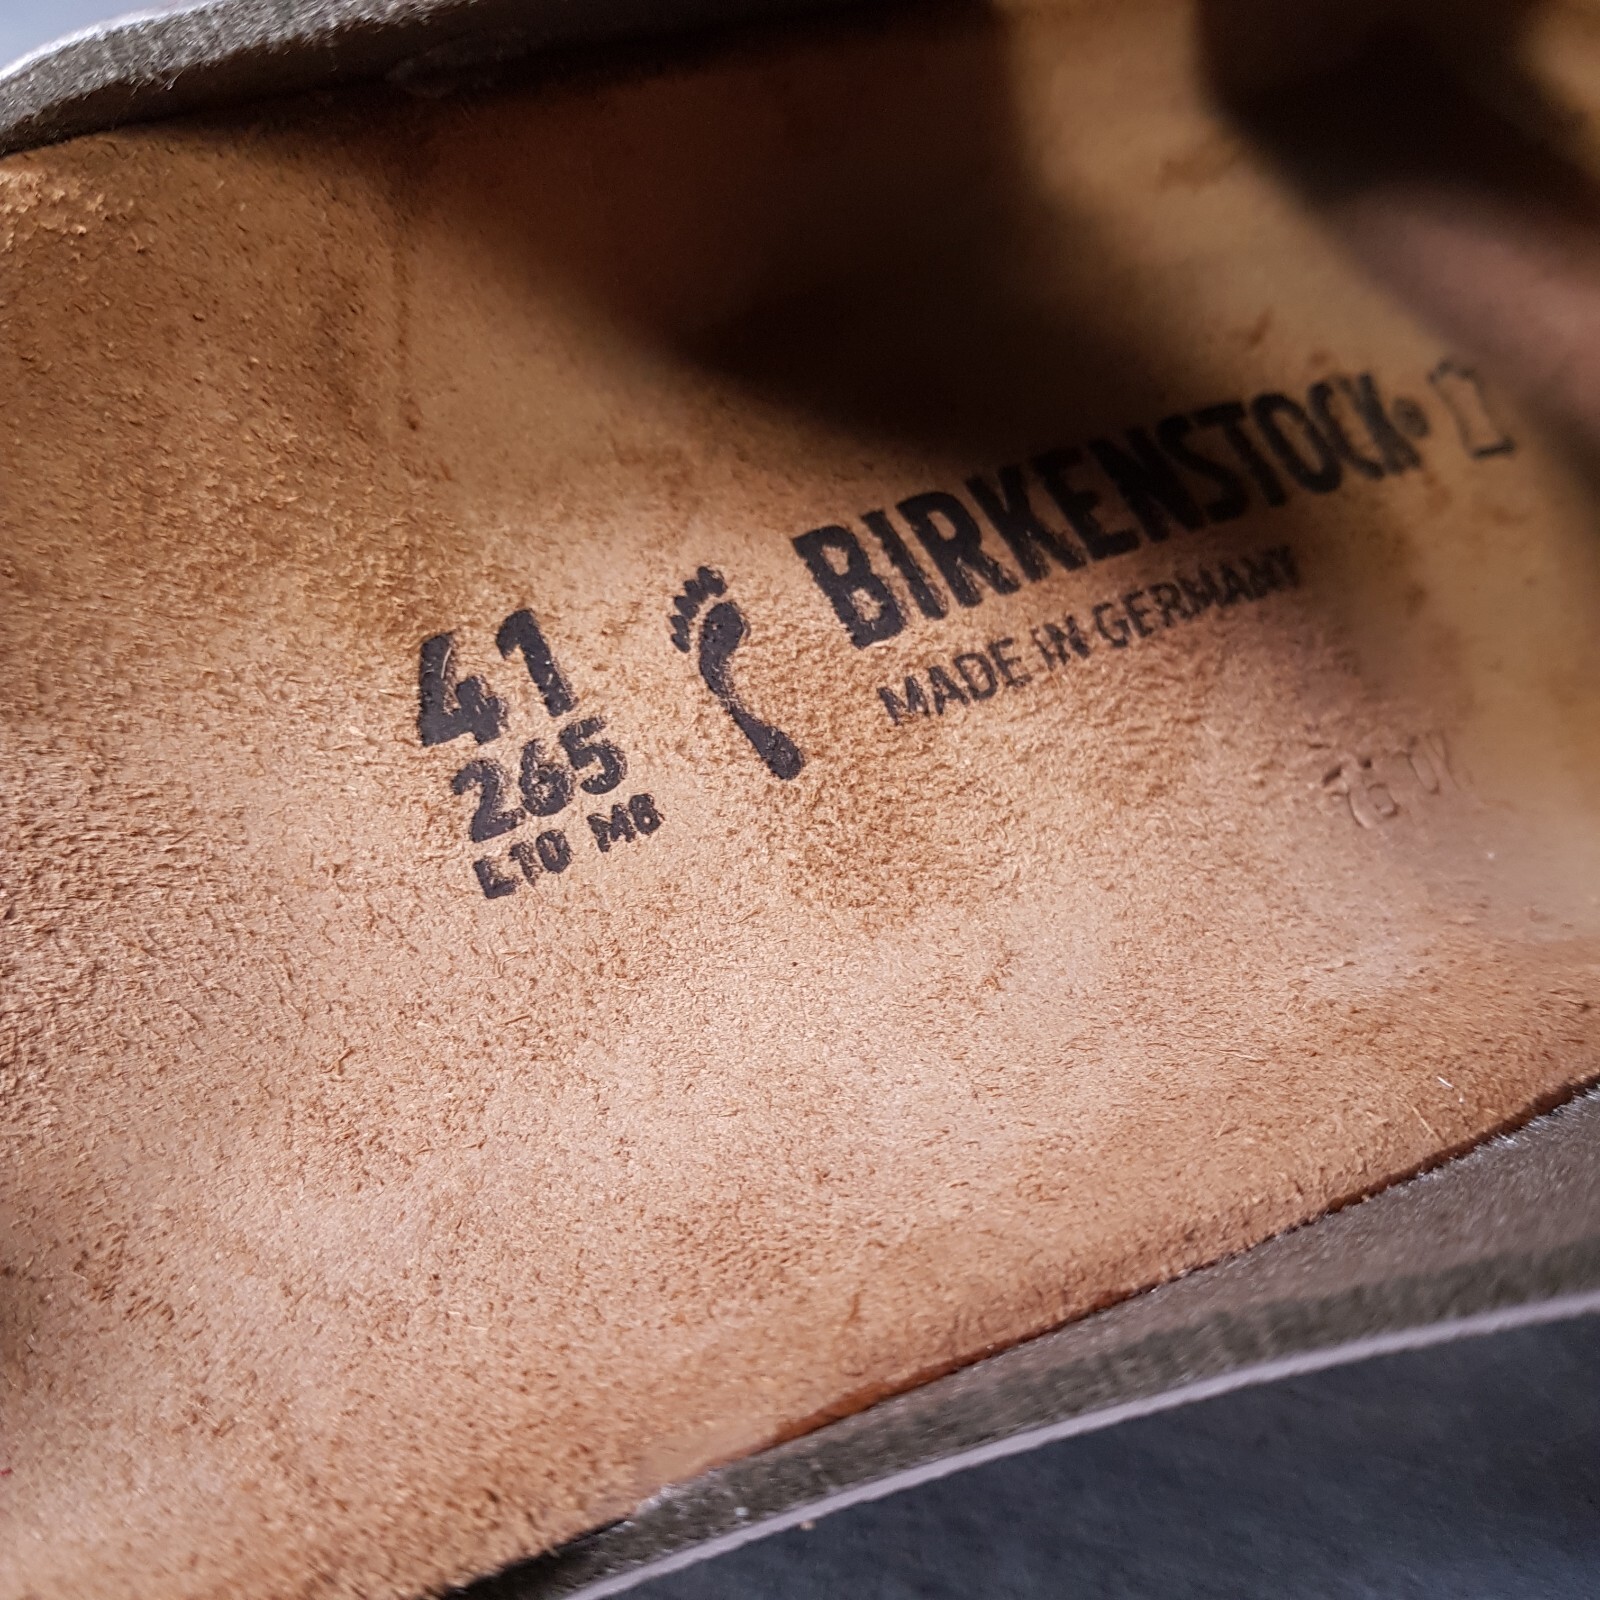 41
265
L10 M8
BIRKENSTOCK®
MADE IN GERMANY